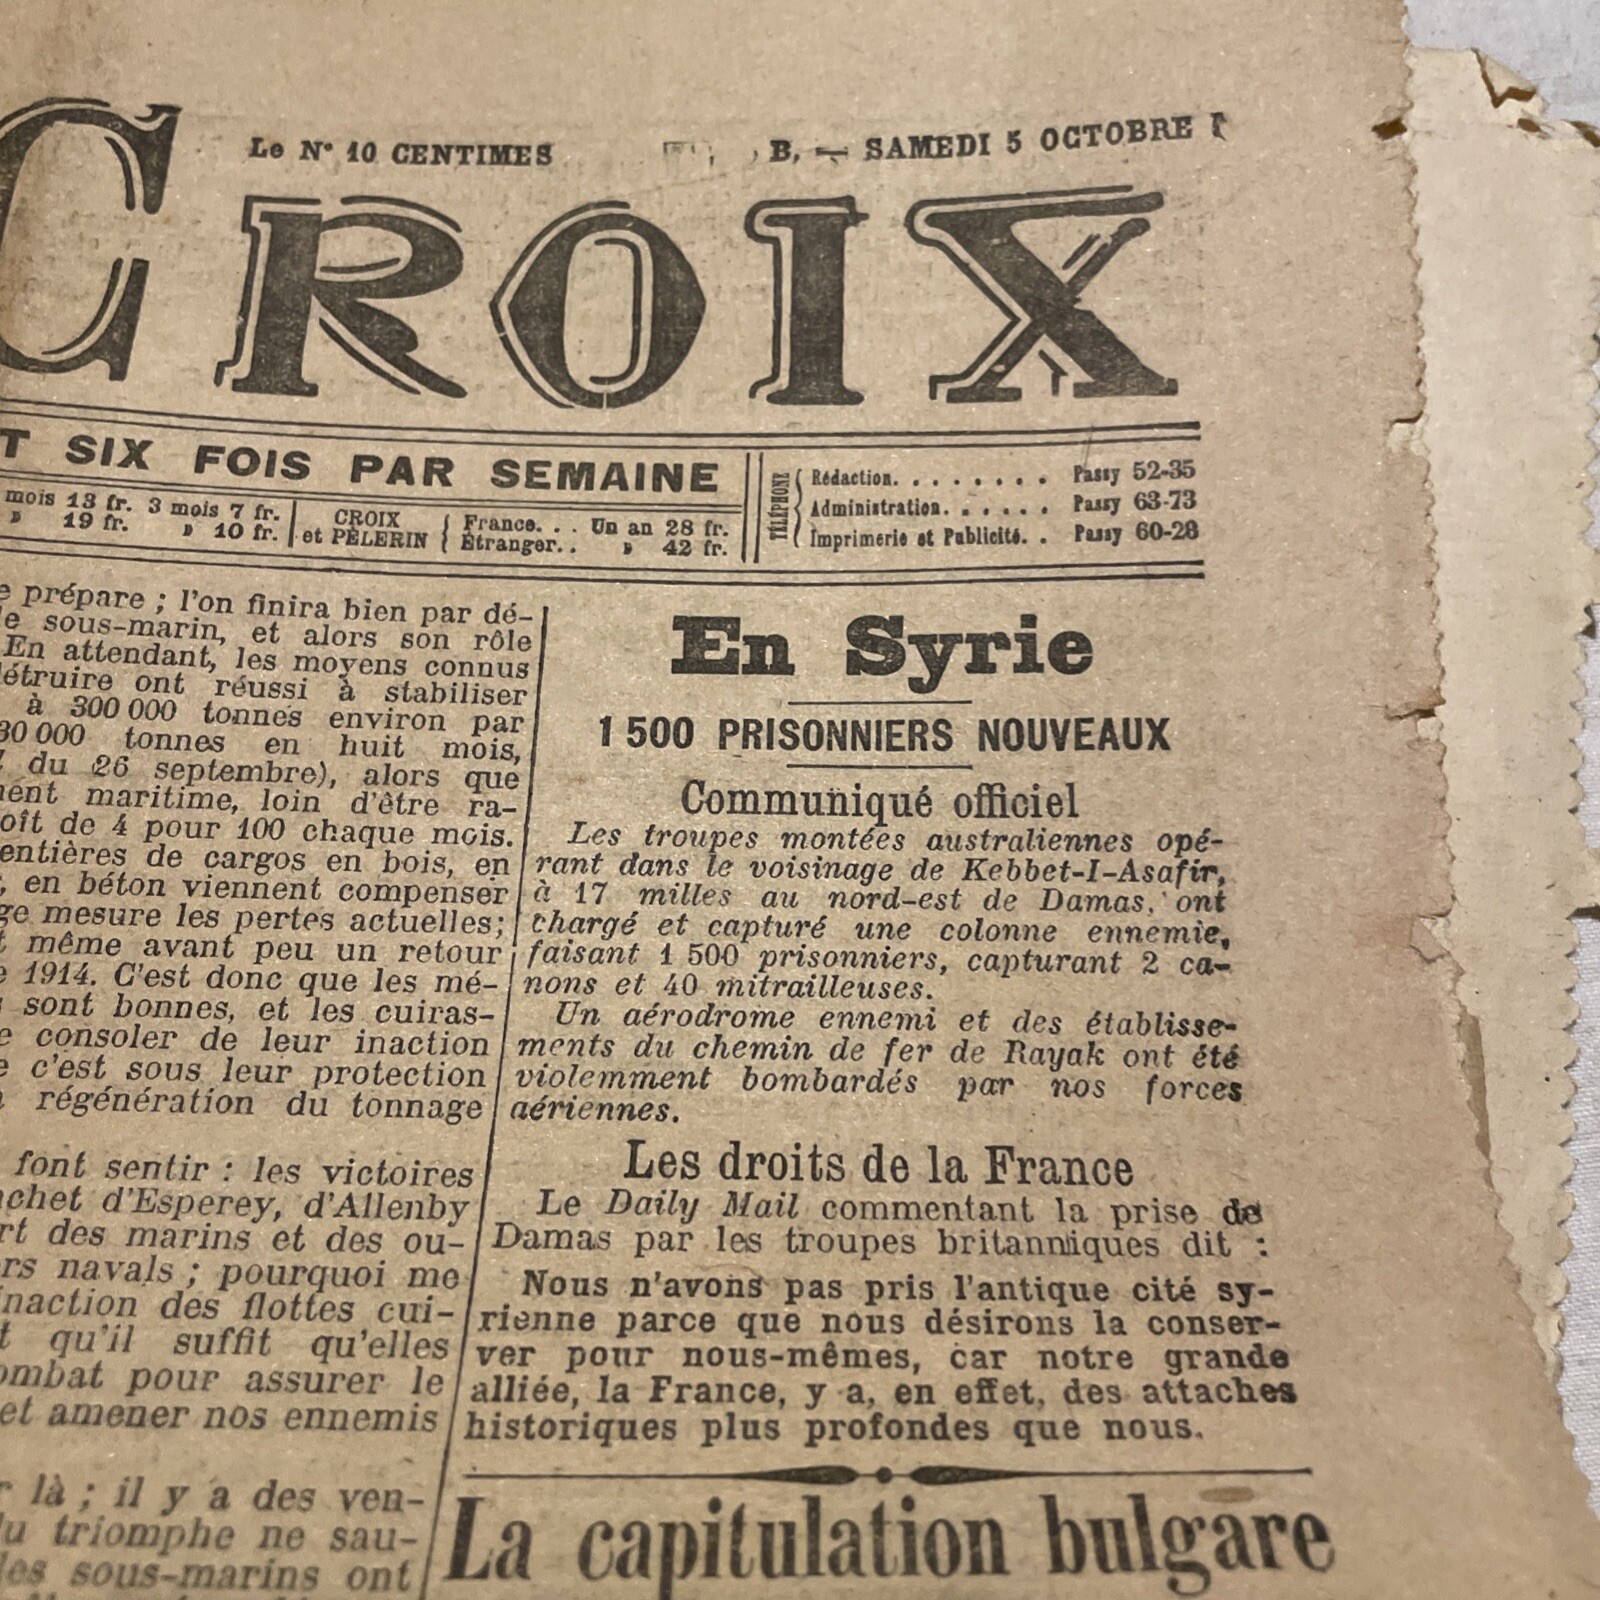 Le N° 10 CENTIMES
B. — SAMEDI 5 OCTOBRE
CROIX
T SIX FOIS PAR SEMAINE
mois 13 fr. 3 mois 7 fr.
» 19 fr. » 10 fr.
CROIX
et PÈLERIN
France. . . Un an 28 fr.
Étranger. . » 42 fr.
TÉLÉPHONE
Rédaction. . . . . . . . . Passy 52-35
Administration. . . . . . Passy 63-73
Imprimerie et Publicité. . Passy 60-28
e prépare ; l'on finira bien par dé-
e sous-marin, et alors son rôle
En attendant, les moyens connus
détruire ont réussi à stabiliser
à 300 000 tonnes environ par
30 000 tonnes en huit mois,
du 26 septembre), alors que
ment maritime, loin d'être ra-
oît de 4 pour 100 chaque mois.
entières de cargos en bois, en
, en béton viennent compenser
ge mesure les pertes actuelles;
t même avant peu un retour
e 1914. C'est donc que les mé-
s sont bonnes, et les cuiras-
e consoler de leur inaction
e c'est sous leur protection
a régénération du tonnage
font sentir : les victoires
chet d'Esperey, d'Allenby
rt des marins et des ou-
rs navals ; pourquoi me
inaction des flottes cui-
t qu'il suffit qu'elles
ombat pour assurer le
et amener nos ennemis
r là ; il y a des ven-
du triomphe ne sau-
les sous-marins ont
En Syrie
1 500 PRISONNIERS NOUVEAUX
Communiqué officiel
Les troupes montées australiennes opé-
rant dans le voisinage de Kebbet-I-Asafir,
à 17 milles au nord-est de Damas, ont
chargé et capturé une colonne ennemie,
faisant 1 500 prisonniers, capturant 2 ca-
nons et 40 mitrailleuses.
Un aérodrome ennemi et des établisse-
ments du chemin de fer de Rayak ont été
violemment bombardés par nos forces
aériennes.
Les droits de la France
Le Daily Mail commentant la prise de
Damas par les troupes britanniques dit :
Nous n'avons pas pris l'antique cité sy-
rienne parce que nous désirons la conser-
ver pour nous-mêmes, car notre grande
alliée, la France, y a, en effet, des attaches
historiques plus profondes que nous.
La capitulation bulgare